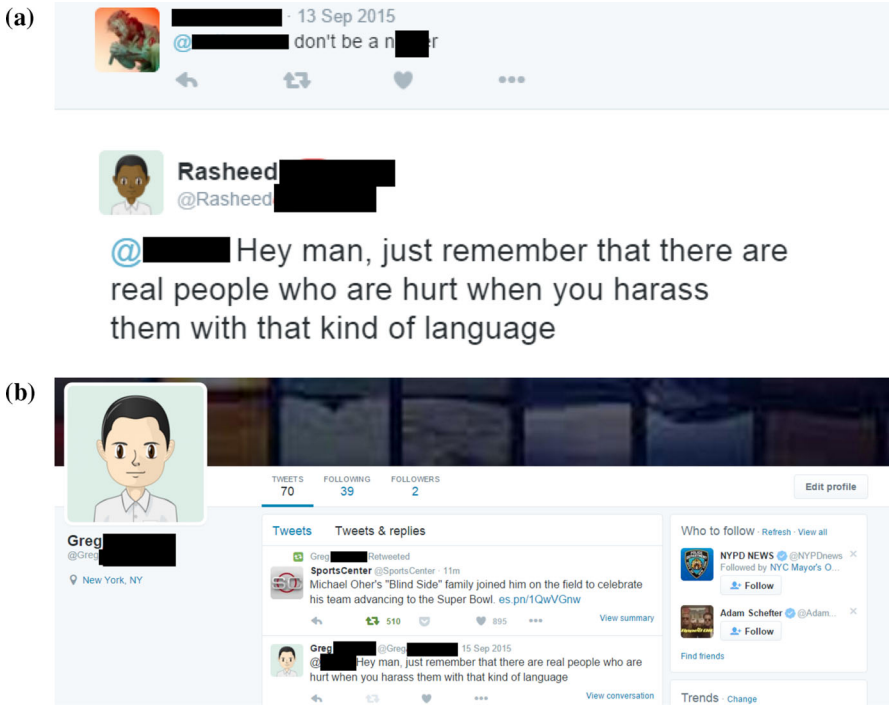 (a)
· 13 Sep 2015
@ don't be a n r
Rasheed
@Rasheed
@ Hey man, just remember that there are
real people who are hurt when you harass
them with that kind of language
(b)
TWEETS FOLLOWING FOLLOWERS
70 39 2
Edit profile
Greg
@Greg
New York, NY
Tweets Tweets & replies
Greg Retweeted
SportsCenter @SportsCenter · 11m
Michael Oher's "Blind Side" family joined him on the field to celebrate
his team advancing to the Super Bowl. es.pn/1QwVGnw
510 895 View summary
Greg @Greg 15 Sep 2015
@ Hey man, just remember that there are real people who are
hurt when you harass them with that kind of language
View conversation
Who to follow · Refresh · View all
NYPD NEWS @NYPDnews
Followed by NYC Mayor's O...
Follow
Adam Schefter @Adam...
Follow
Find friends
Trends · Change